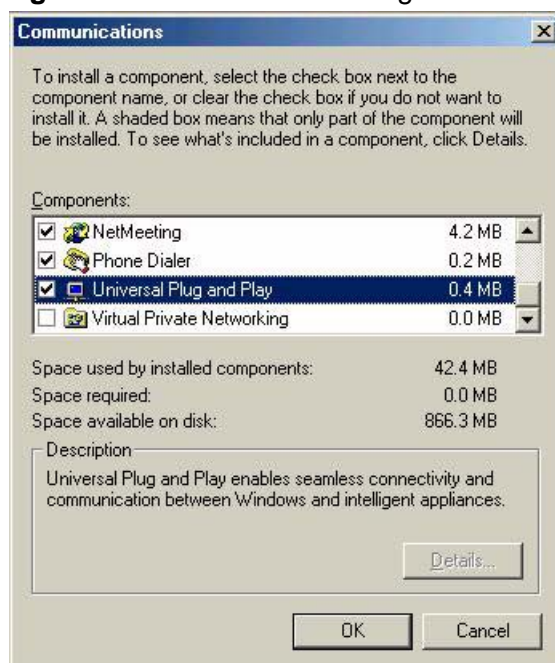 Communications
To install a component, select the check box next to the
component name, or clear the check box if you do not want to
install it. A shaded box means that only part of the component will
be installed. To see what's included in a component, click Details.
Components:
NetMeeting 4.2 MB
Phone Dialer 0.2 MB
Universal Plug and Play 0.4 MB
Virtual Private Networking 0.0 MB
Space used by installed components: 42.4 MB
Space required: 0.0 MB
Space available on disk: 866.3 MB
Description
Universal Plug and Play enables seamless connectivity and
communication between Windows and intelligent appliances.
Details...
OK Cancel